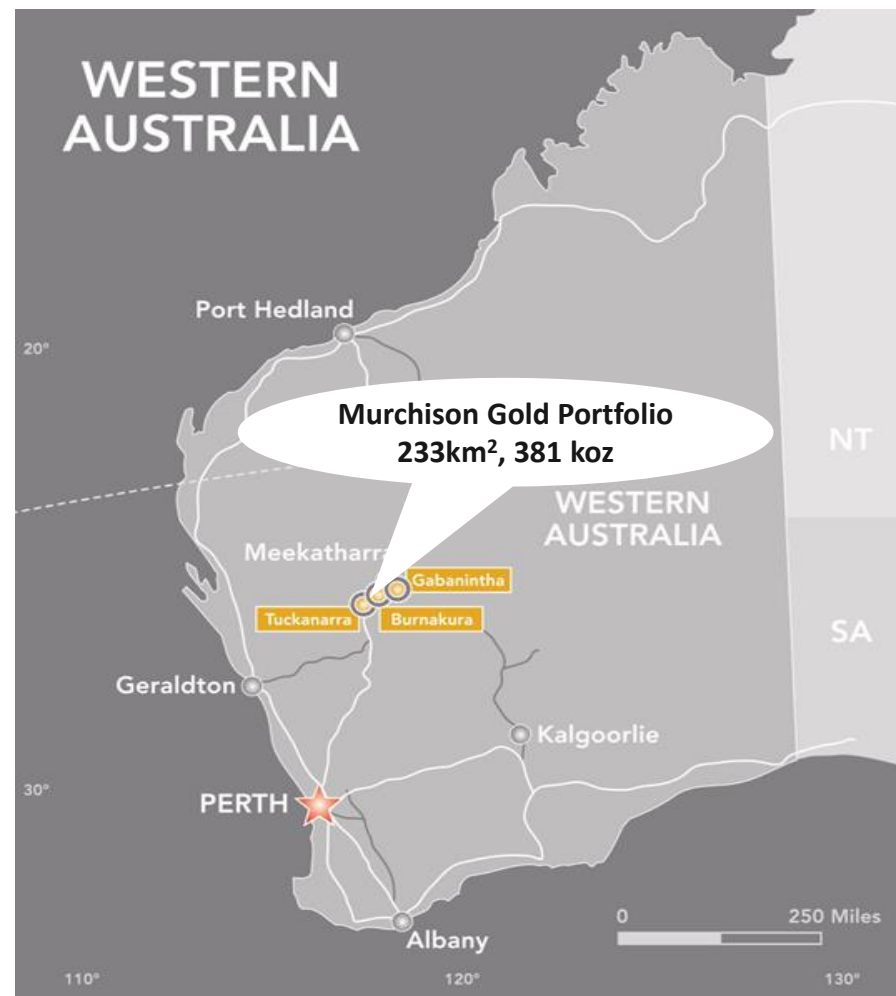 WESTERN
AUSTRALIA
Port Hedland
20°
Murchison Gold Portfolio
233km², 381 koz
NT
WESTERN
AUSTRALIA
Meekatharra
Gabanintha
Tuckanarra
Burnakura
SA
Geraldton
Kalgoorlie
30°
PERTH
0
250 Miles
Albany
110°
120°
130°